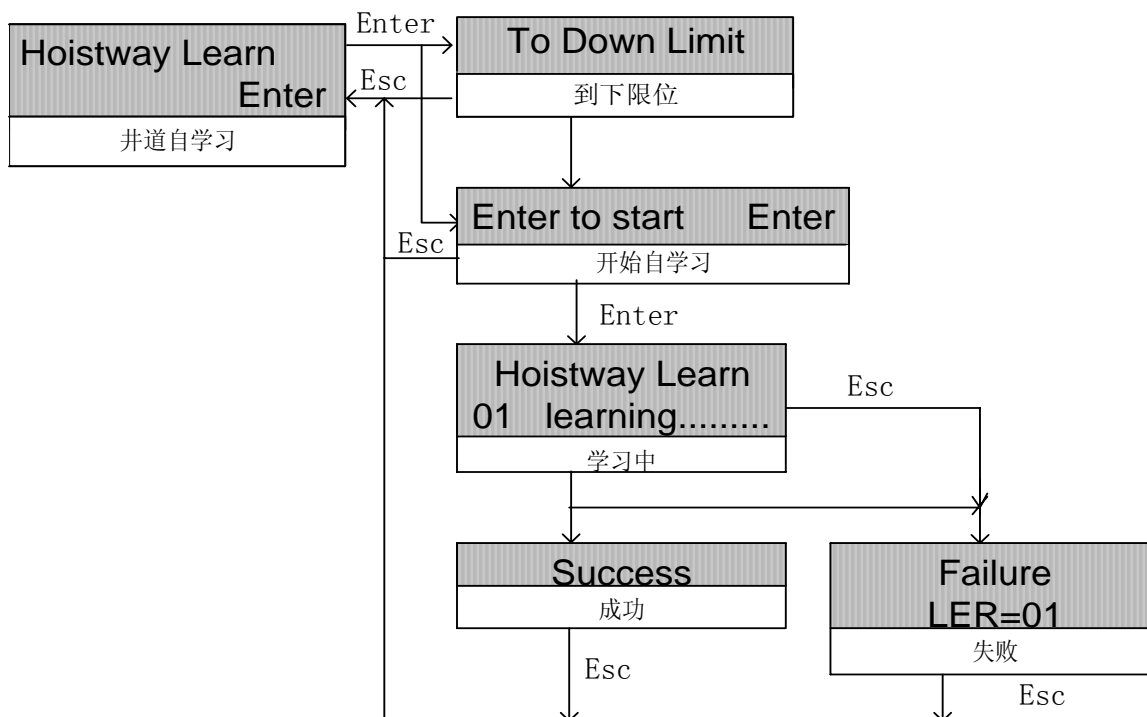 Hoistway Learn
Enter
井道自学习
Enter
Esc
To Down Limit
到下限位
Enter to start Enter
开始自学习
Esc
Enter
Hoistway Learn
01 learning.........
学习中
Esc
Success
成功
Esc
Failure
LER=01
失败
Esc